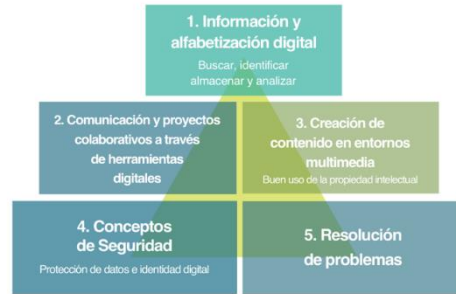 1. Información y
alfabetización digital
Buscar, identificar
almacenar y analizar
2. Comunicación y proyectos
colaborativos a través
de herramientas
digitales
3. Creación de
contenido en entornos
multimedia
Buen uso de la propiedad intelectual
4. Conceptos
de Seguridad
Protección de datos e identidad digital
5. Resolución
de problemas